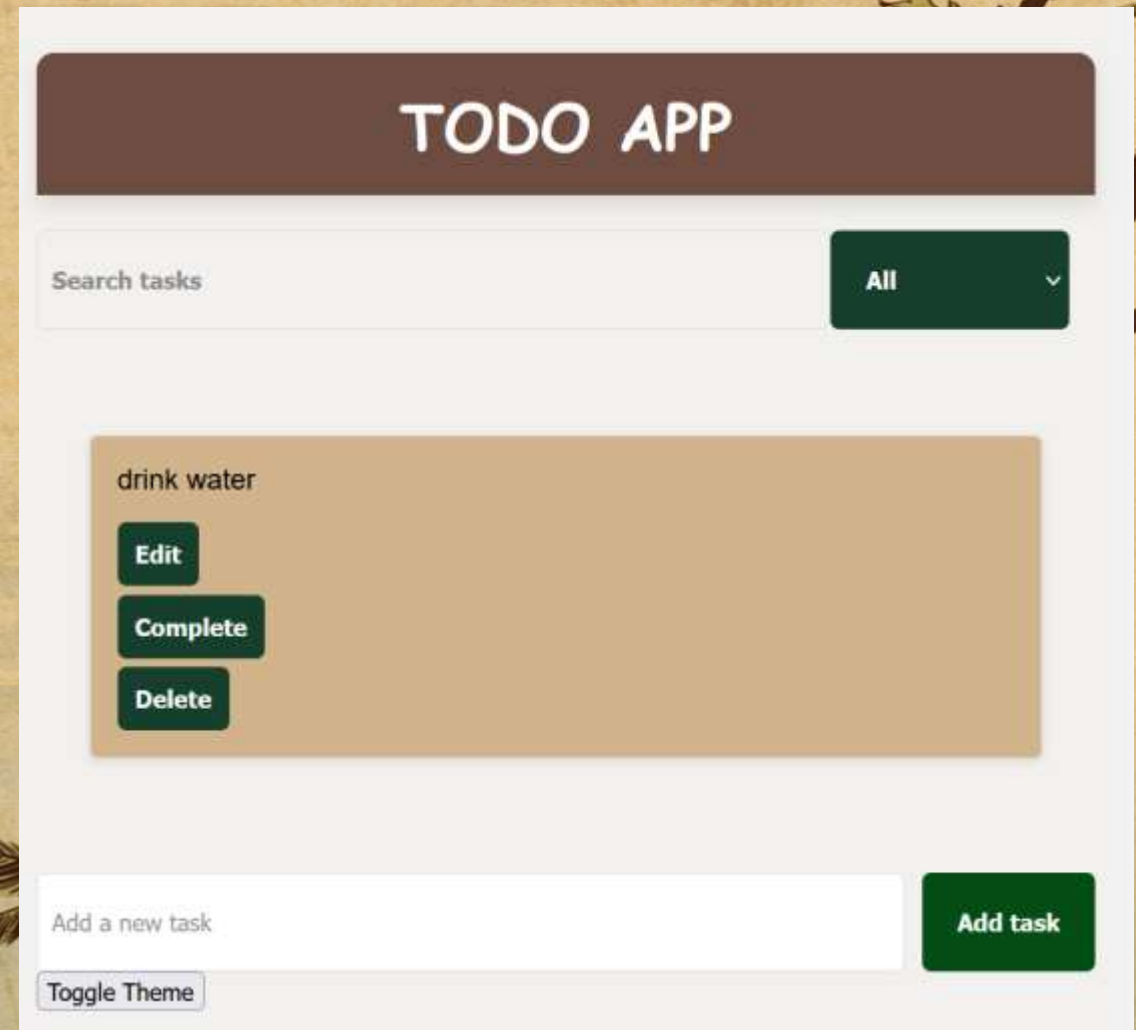 TODO APP
Search tasks
All
drink water
Edit
Complete
Delete
Add a new task
Add task
Toggle Theme